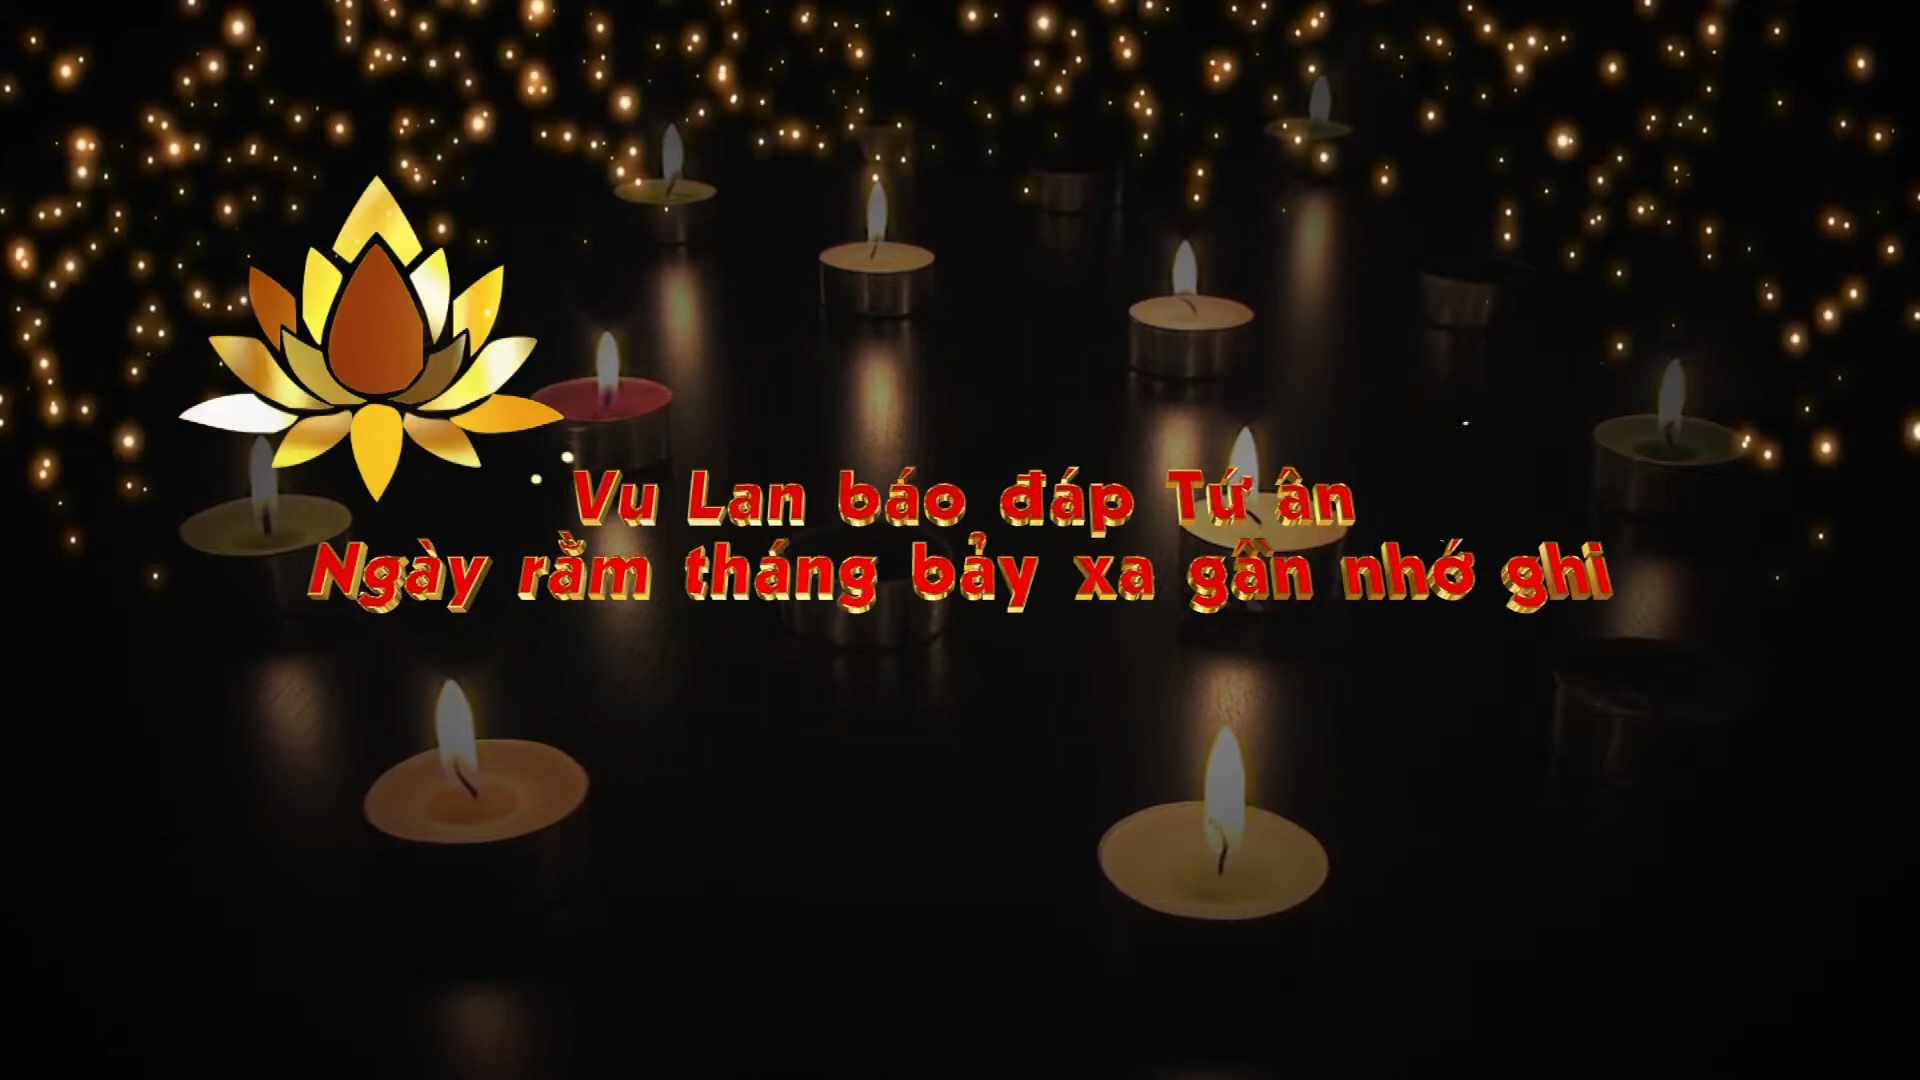 Vu Lan báo đáp Tứ ân
Ngày rằm tháng bảy xa gần nhớ ghi